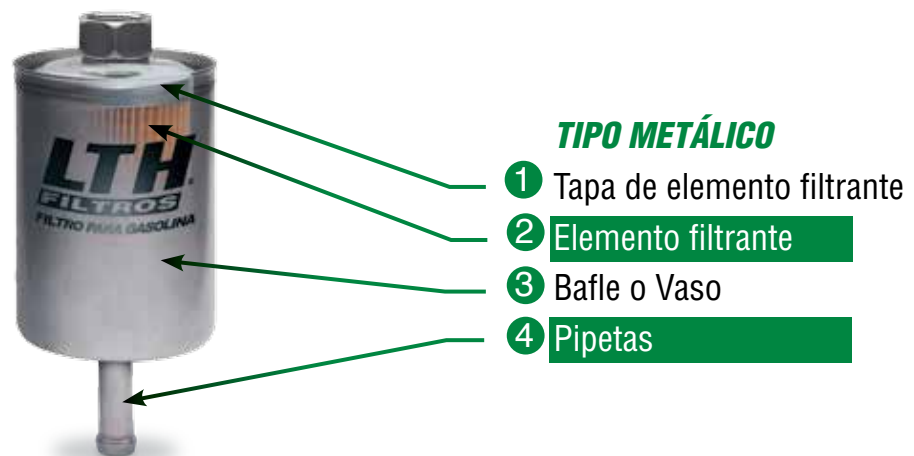 LTH
FILTROS
FILTRO PARA GASOLINA
TIPO METÁLICO
1 Tapa de elemento filtrante
2 Elemento filtrante
3 Bafle o Vaso
4 Pipetas